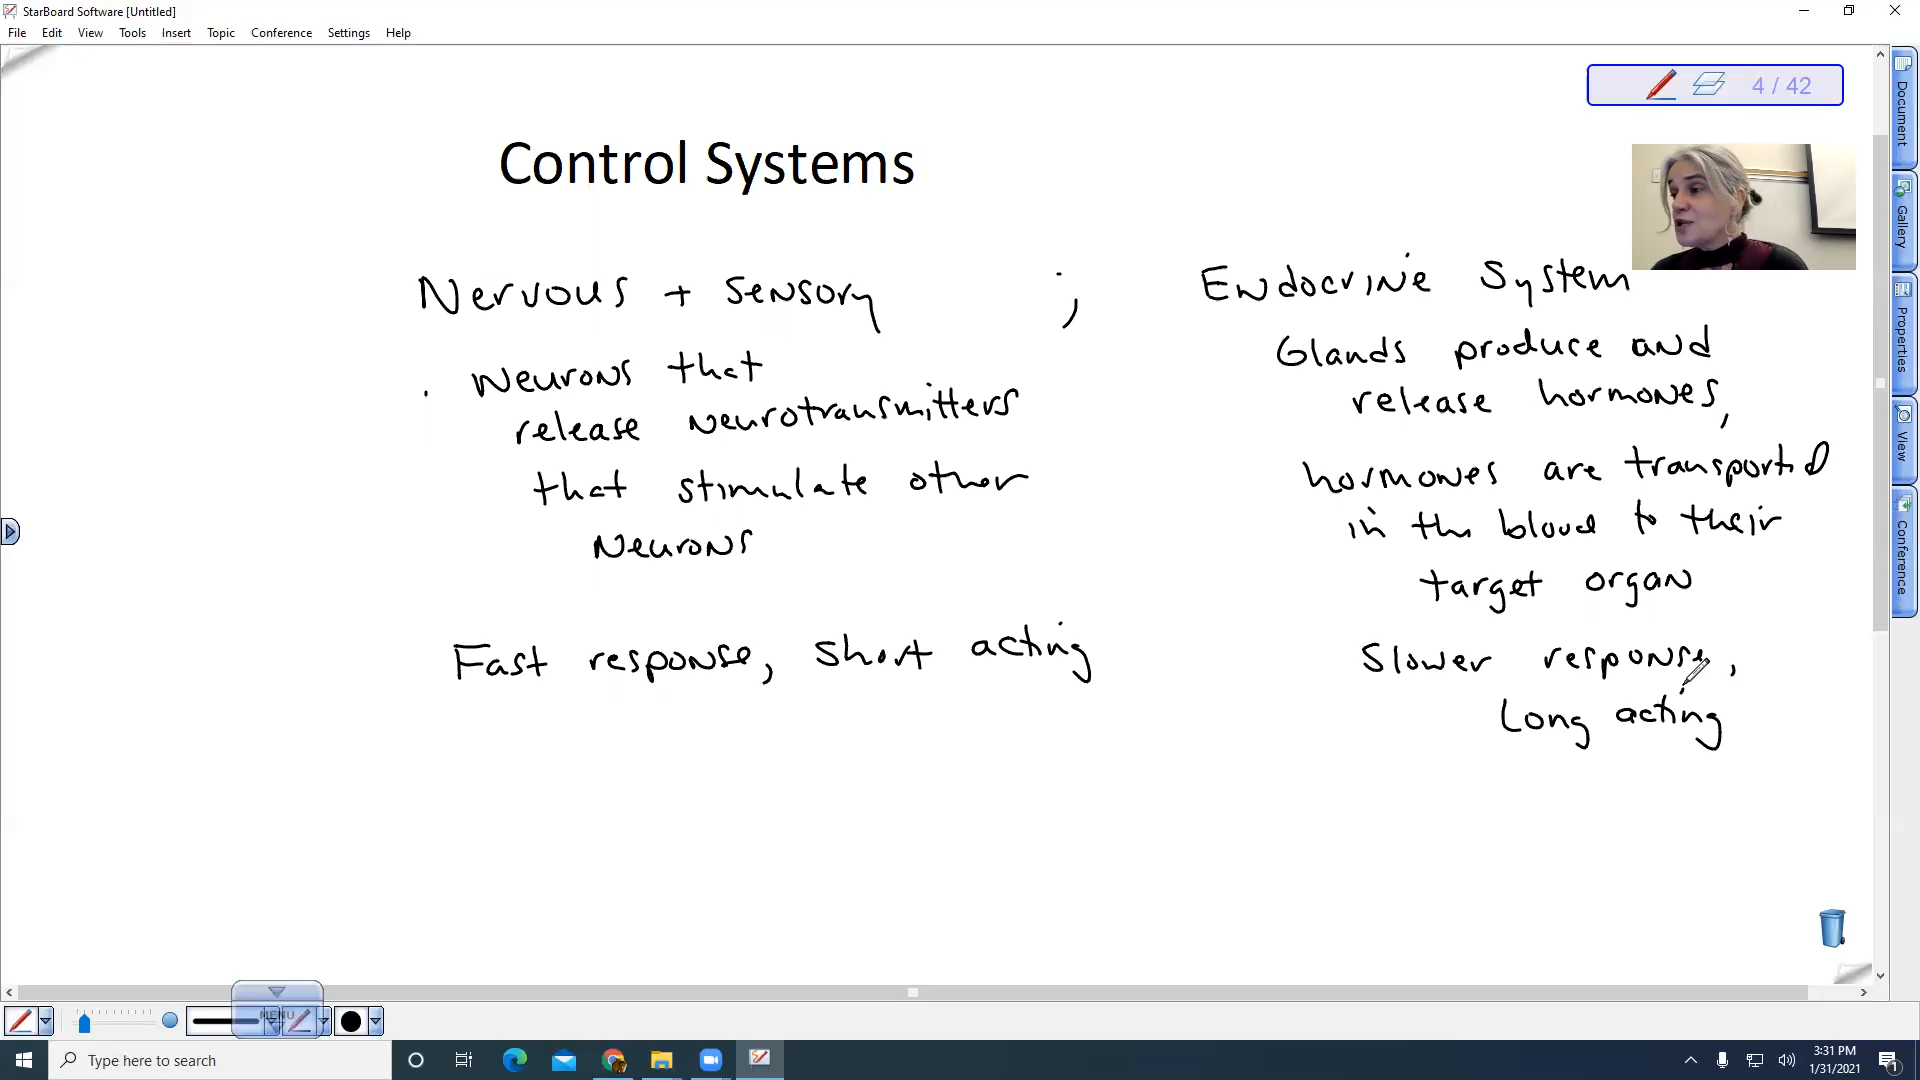 StarBoard Software [Untitled]
File Edit View Tools Insert Topic Conference Settings Help
4 / 42
Document
Gallery
Properties
View
Conference
Control Systems
Nervous + sensory ;
. Neurons that
release neurotransmitters
that stimulate other
Neurons
Fast response, short acting
Endocrine System
Glands produce and
release hormones,
hormones are transported
in the blood to their
target organ
Slower response,
Long acting
MENU
Type here to search
3:31 PM
1/31/2021
1